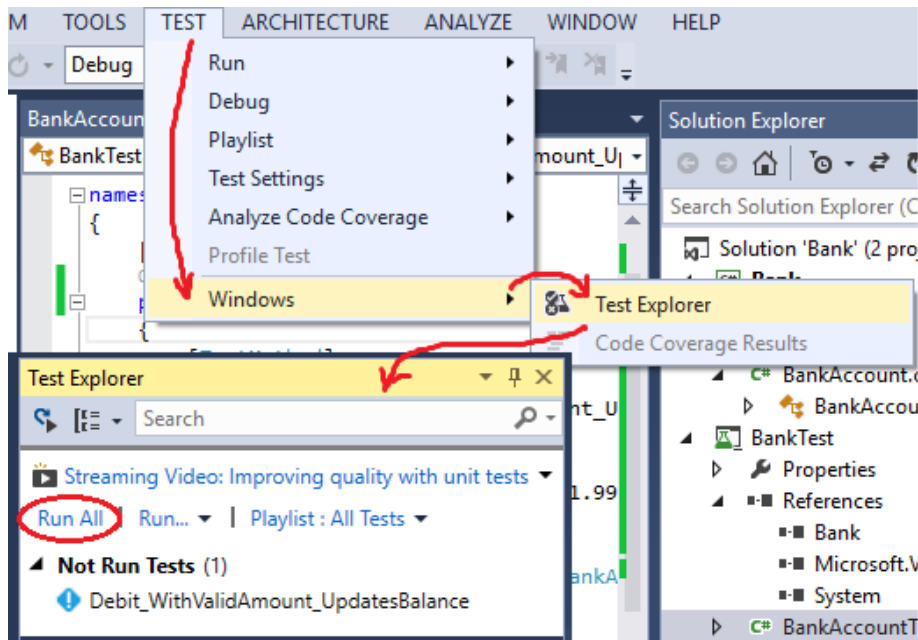 M TOOLS TEST ARCHITECTURE ANALYZE WINDOW HELP
Debug
Run
Debug
Playlist
Test Settings
Analyze Code Coverage
Profile Test
Windows
Test Explorer
Code Coverage Results
BankAccoun
BankTest
mount_U
names
{
{
nt_U
1.99
ankA
Solution Explorer
Search Solution Explorer (C
Solution 'Bank' (2 proj
Bank
C# BankAccount.c
BankAccou
BankTest
Properties
References
Bank
Microsoft.V
System
C# BankAccountT
Test Explorer
Search
Streaming Video: Improving quality with unit tests
Run All | Run... | Playlist : All Tests
Not Run Tests (1)
Debit_WithValidAmount_UpdatesBalance